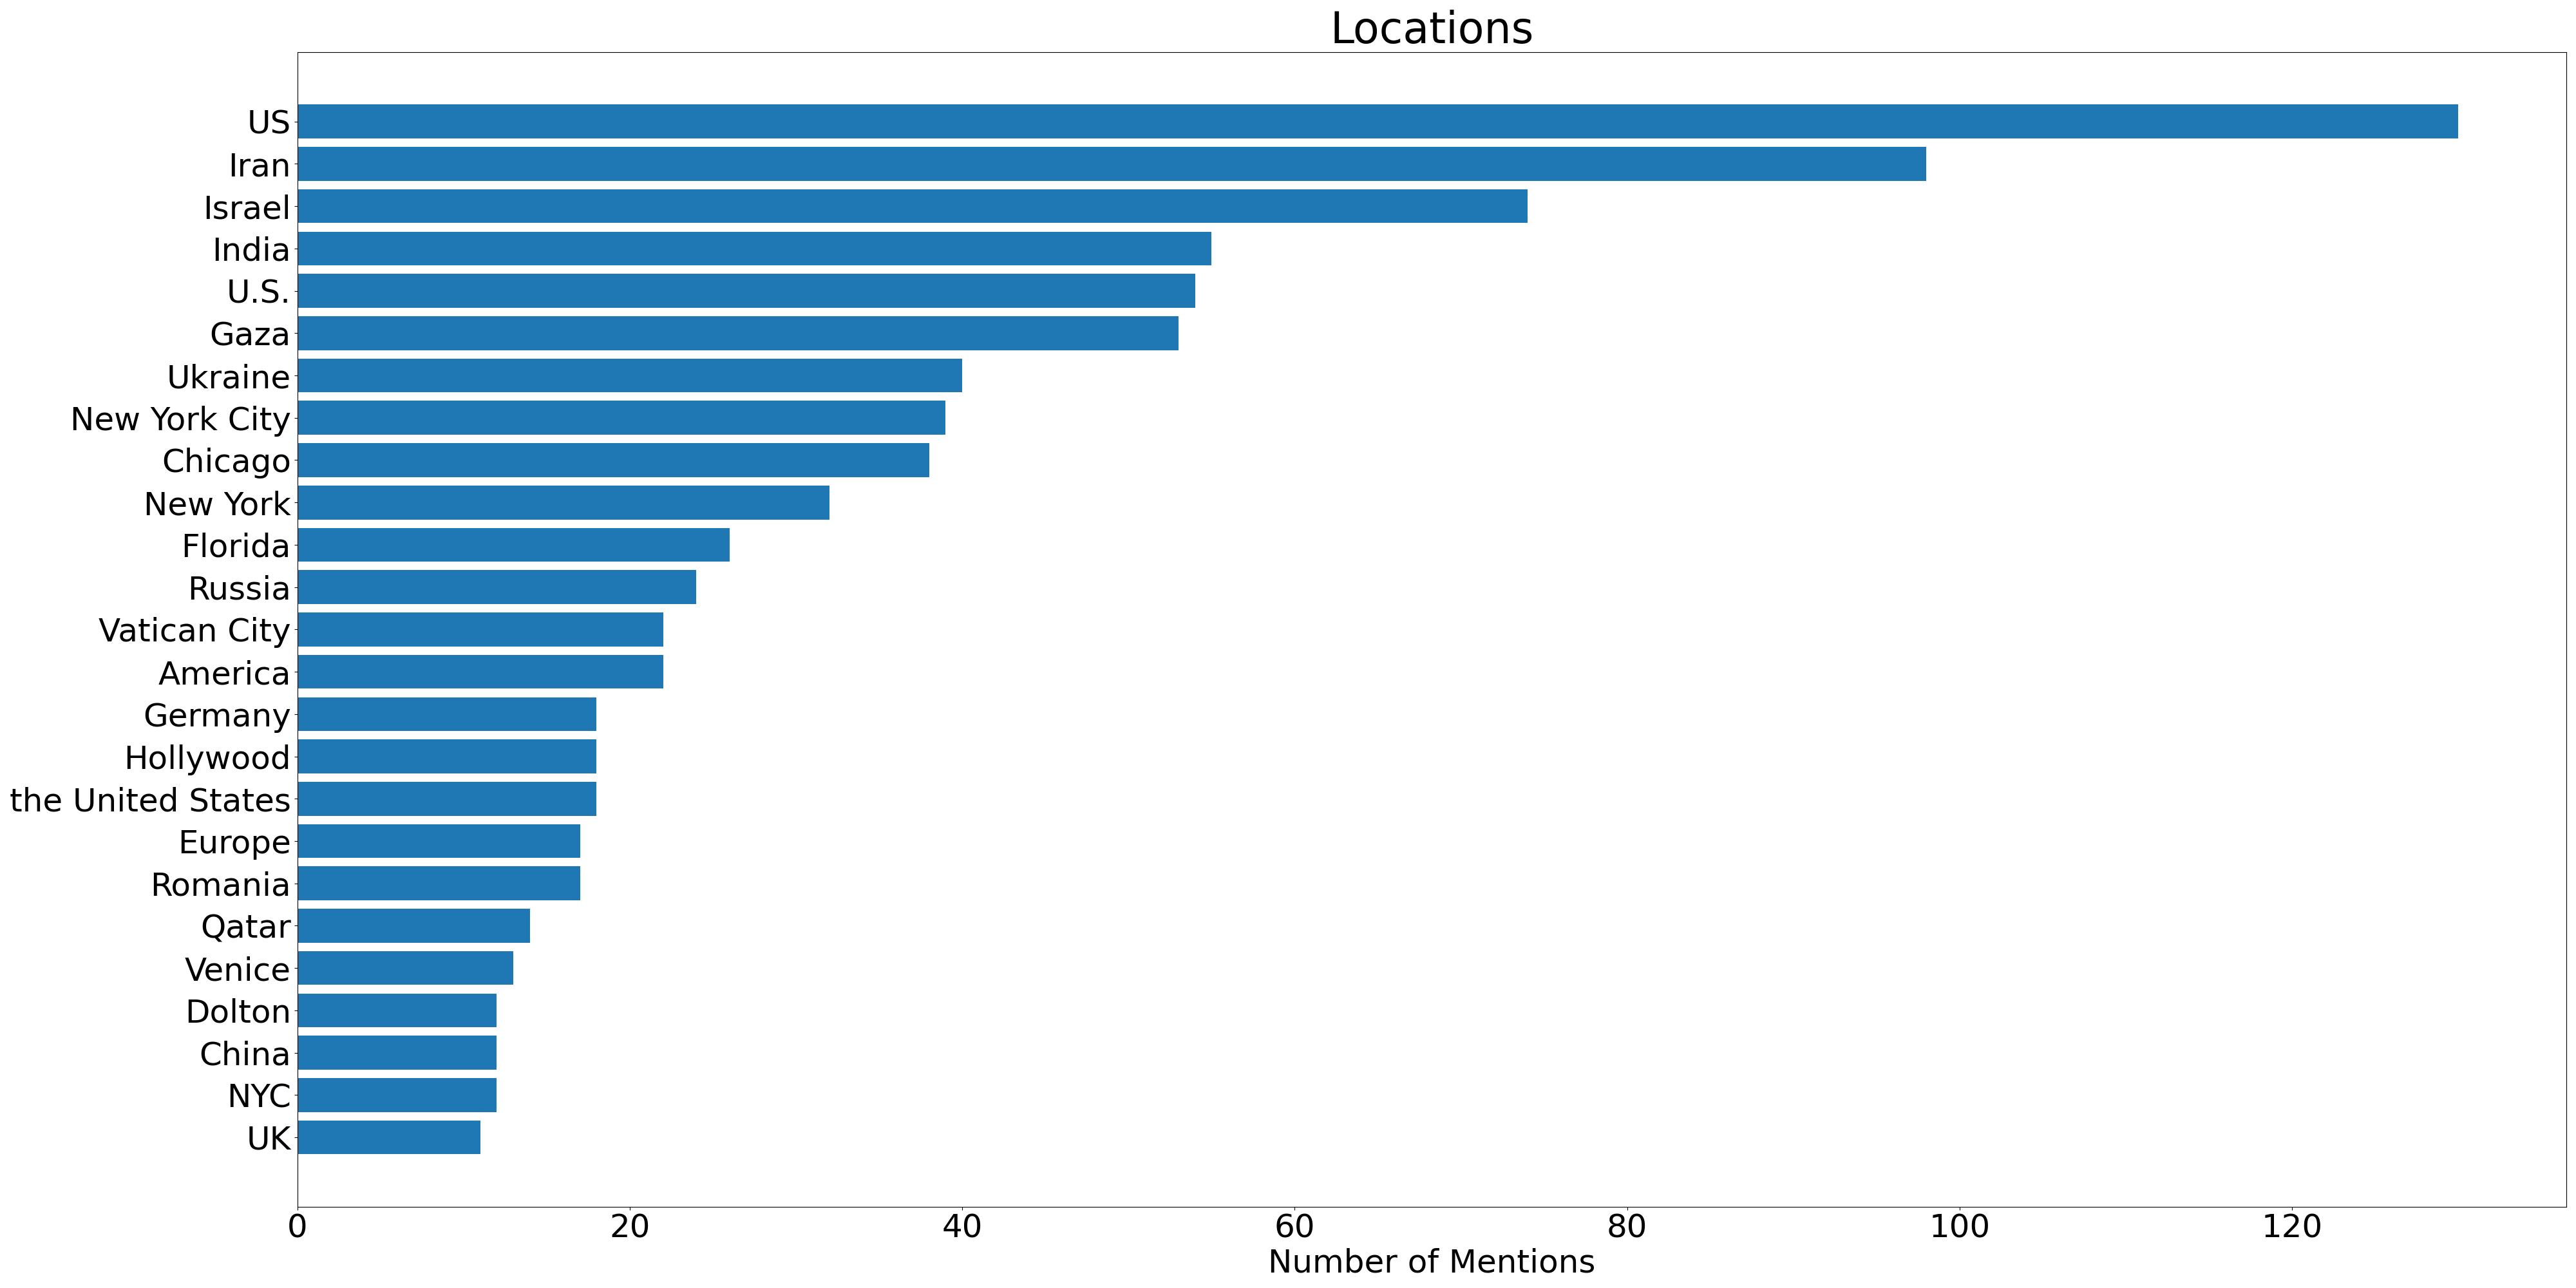 Locations
US
Iran
Israel
India
U.S.
Gaza
Ukraine
New York City
Chicago
New York
Florida
Russia
Vatican City
America
Germany
Hollywood
the United States
Europe
Romania
Qatar
Venice
Dolton
China
NYC
UK
0 20 40 60 80 100 120
Number of Mentions